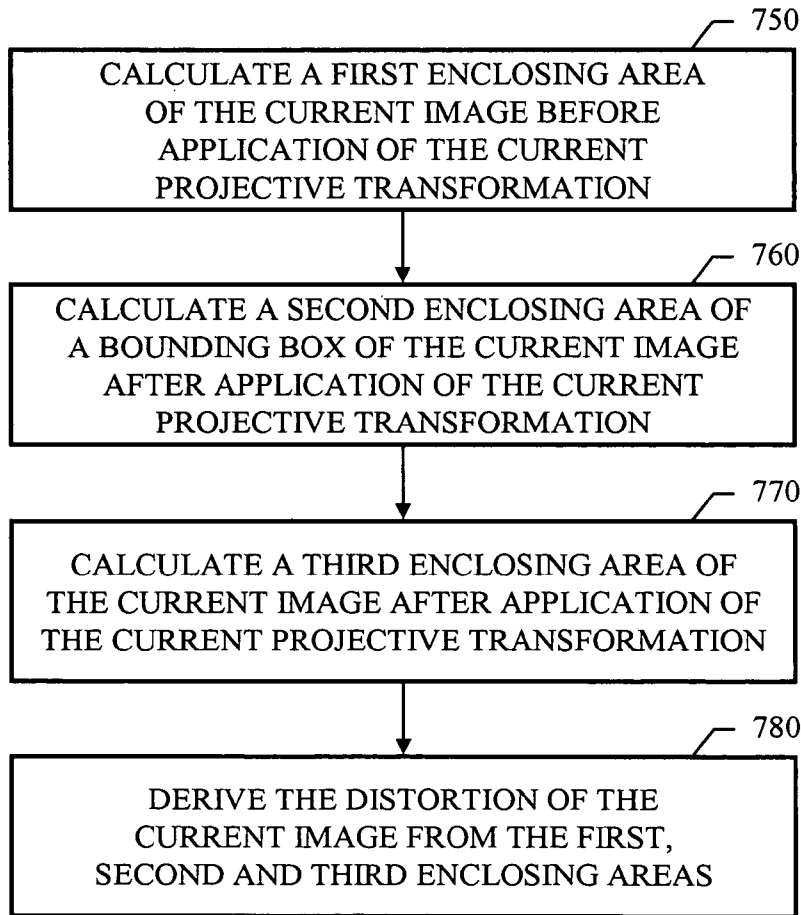 750
CALCULATE A FIRST ENCLOSING AREA
OF THE CURRENT IMAGE BEFORE
APPLICATION OF THE CURRENT
PROJECTIVE TRANSFORMATION
760
CALCULATE A SECOND ENCLOSING AREA OF
A BOUNDING BOX OF THE CURRENT IMAGE
AFTER APPLICATION OF THE CURRENT
PROJECTIVE TRANSFORMATION
770
CALCULATE A THIRD ENCLOSING AREA OF
THE CURRENT IMAGE AFTER APPLICATION OF
THE CURRENT PROJECTIVE TRANSFORMATION
780
DERIVE THE DISTORTION OF THE
CURRENT IMAGE FROM THE FIRST,
SECOND AND THIRD ENCLOSING AREAS